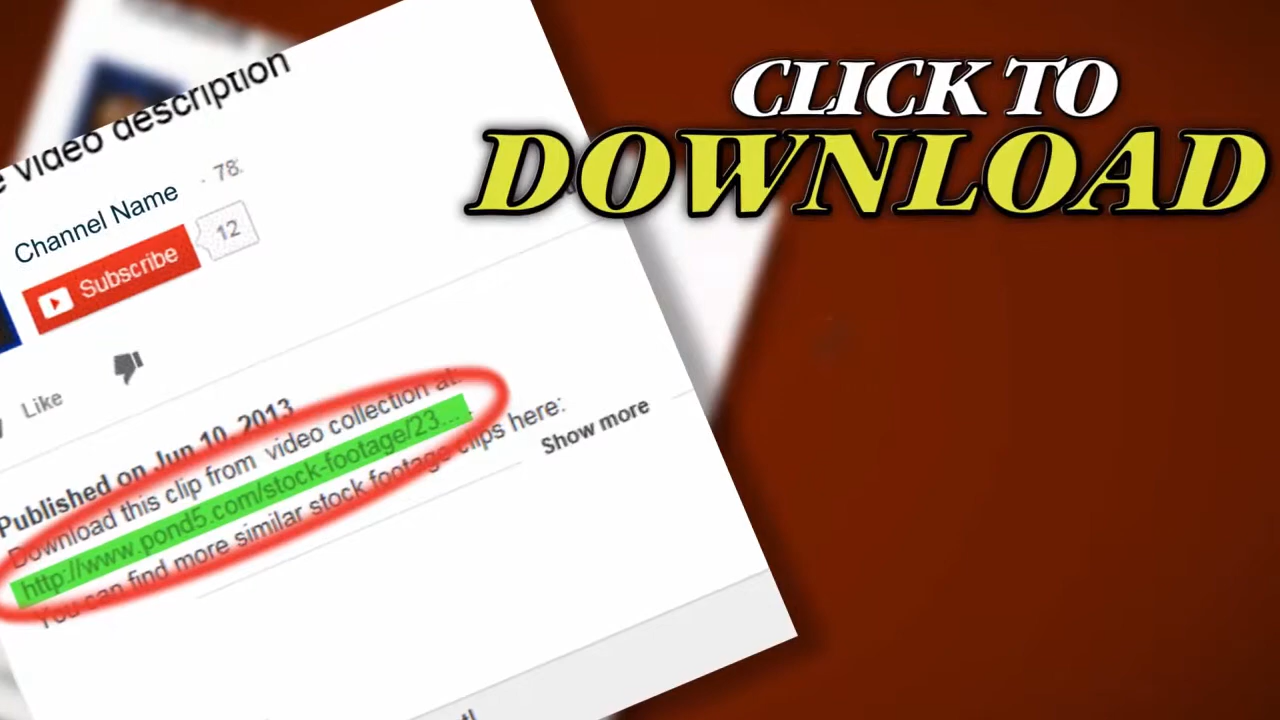 CLICK TO
DOWNLOAD
video description
Channel Name
78
Subscribe
12
Like
Published on Jun 10, 2013
Download this clip from video collection at:
http://www.pond5.com/stock-footage/23...
You can find more similar stock footage clips here:
Show more